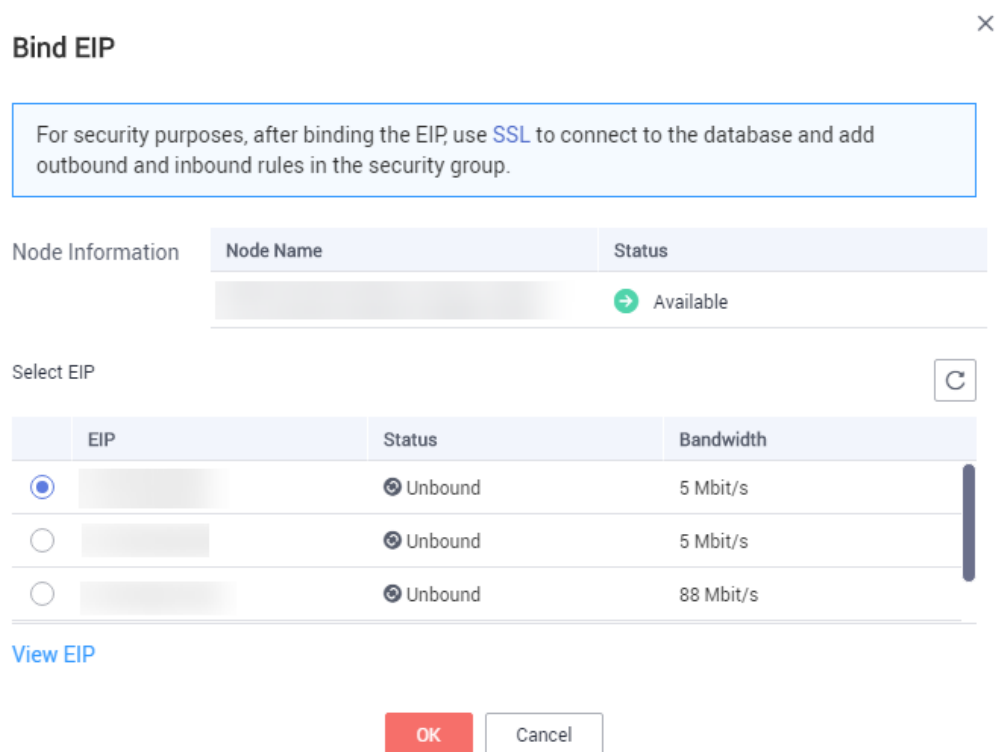 Bind EIP
For security purposes, after binding the EIP, use SSL to connect to the database and add
outbound and inbound rules in the security group.
Node Information
Node Name Status
Available
Select EIP
EIP Status Bandwidth
Unbound 5 Mbit/s
Unbound 5 Mbit/s
Unbound 88 Mbit/s
View EIP
OK Cancel